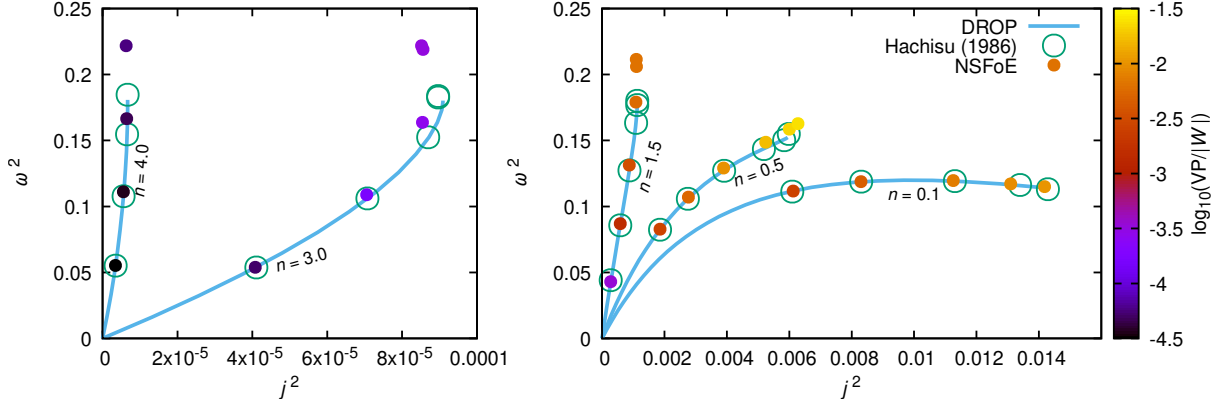 0.25
0.2
0.15
0.1
0.05
0
ω²
n = 4.0
n = 3.0
0 2x10⁻⁵ 4x10⁻⁵ 6x10⁻⁵ 8x10⁻⁵ 0.0001
j²
0.25
0.2
0.15
0.1
0.05
0
ω²
DROP
Hachisu (1986)
NSFoE
n = 1.5
n = 0.5
n = 0.1
0 0.002 0.004 0.006 0.008 0.01 0.012 0.014
j²
-1.5
-2
-2.5
-3
-3.5
-4
-4.5
log₁₀(VP/|W|)